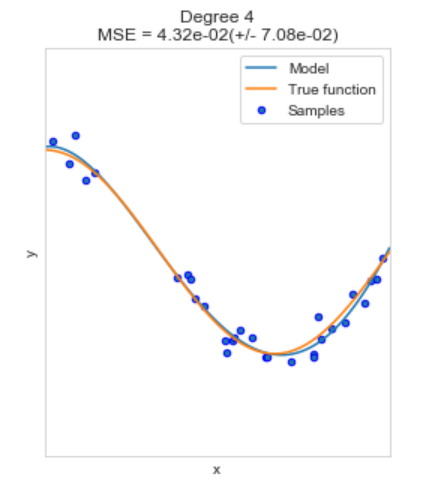 Degree 4
MSE = 4.32e-02(+/- 7.08e-02)
Model
True function
Samples
y
x